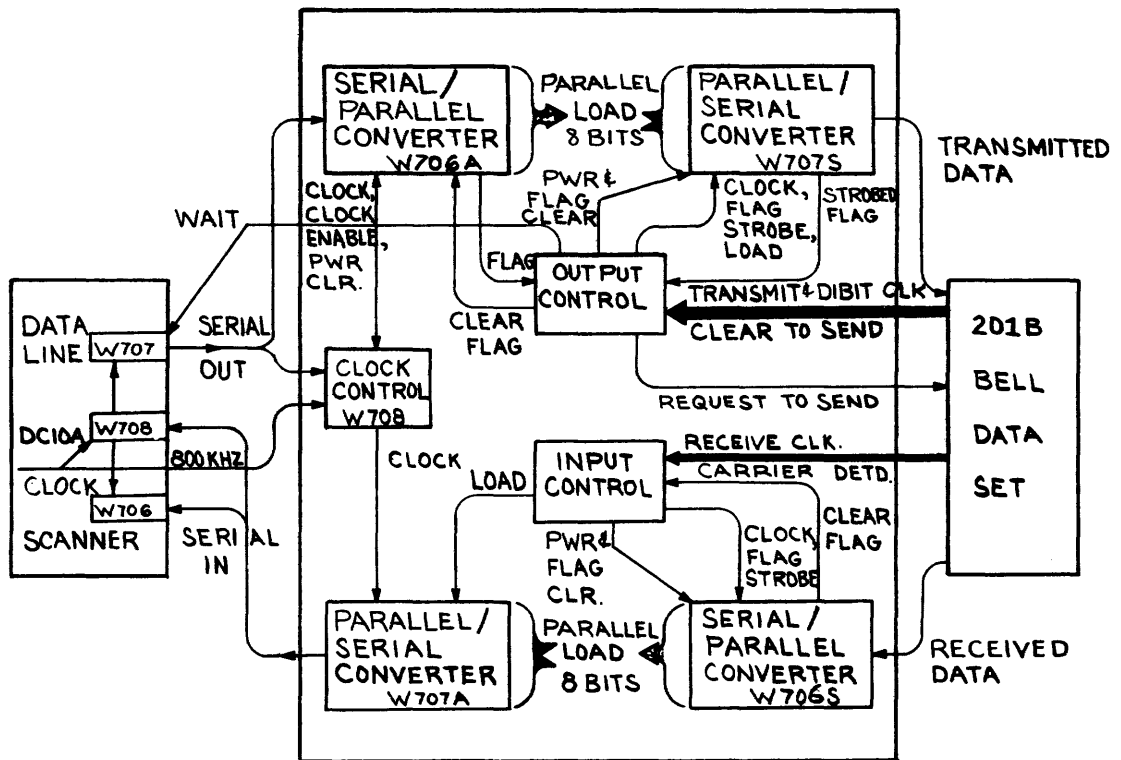 SERIAL/
PARALLEL
CONVERTER
W706A
PARALLEL
LOAD
8 BITS
PARALLEL/
SERIAL
CONVERTER
W707S
TRANSMITTED
DATA
WAIT
CLOCK,
CLOCK
ENABLE,
PWR
CLR.
PWR &
FLAG
CLEAR
CLOCK,
FLAG
STROBE,
LOAD
STROBED
FLAG
FLAG
OUTPUT
CONTROL
CLEAR
FLAG
TRANSMIT & DIBIT CLK
CLEAR TO SEND
REQUEST TO SEND
DATA
LINE
W707
SERIAL
OUT
CLOCK
CONTROL
W708
DC10A
W708
800KHZ
CLOCK
W706
SCANNER
SERIAL
IN
CLOCK
LOAD
INPUT
CONTROL
RECEIVE CLK.
CARRIER DETD.
201B
BELL
DATA
SET
PWR &
FLAG
CLR.
CLOCK,
FLAG
STROBE
CLEAR
FLAG
PARALLEL/
SERIAL
CONVERTER
W707A
PARALLEL
LOAD
8 BITS
SERIAL/
PARALLEL
CONVERTER
W706S
RECEIVED
DATA